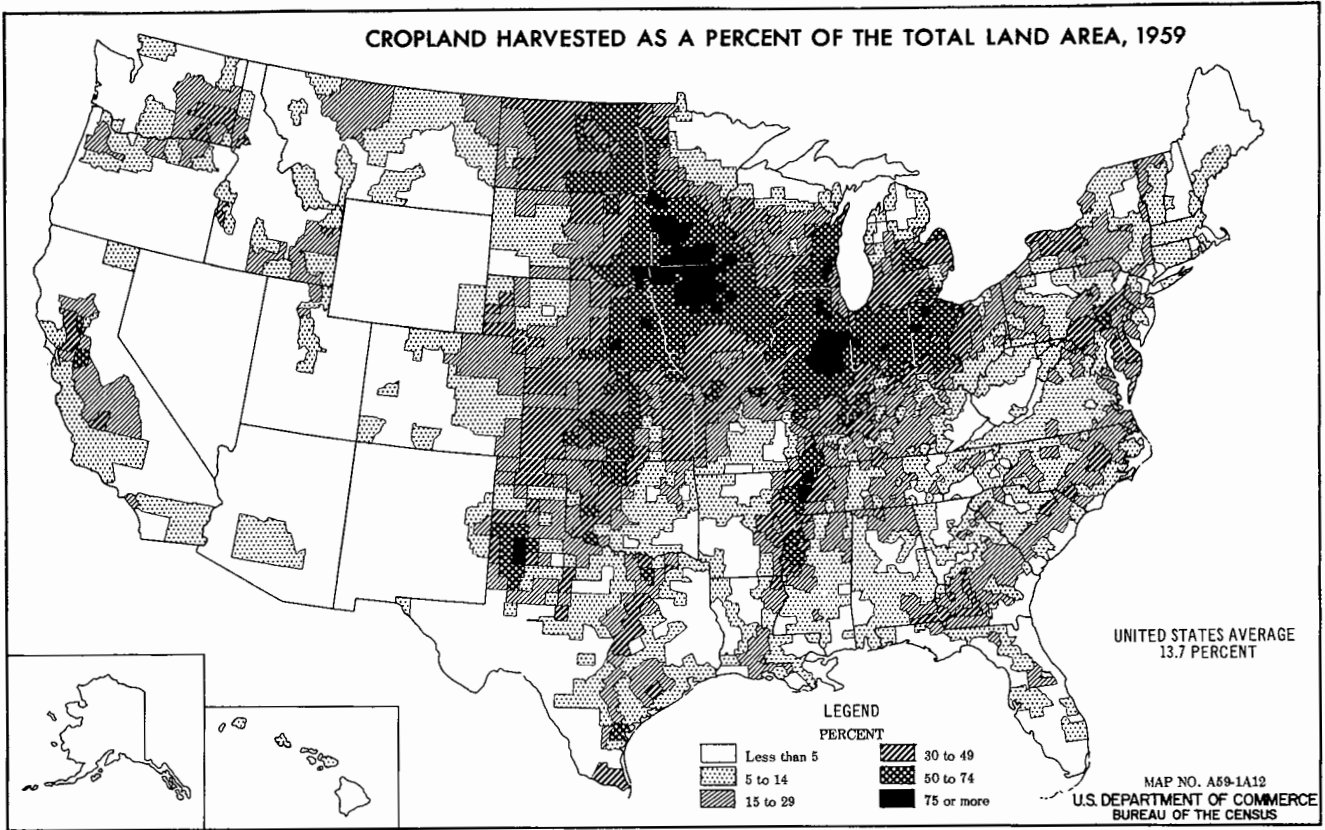 CROPLAND HARVESTED AS A PERCENT OF THE TOTAL LAND AREA, 1959
UNITED STATES AVERAGE
13.7 PERCENT
LEGEND
PERCENT
Less than 5
5 to 14
15 to 29
30 to 49
50 to 74
75 or more
MAP NO. A59-1A12
U.S. DEPARTMENT OF COMMERCE
BUREAU OF THE CENSUS